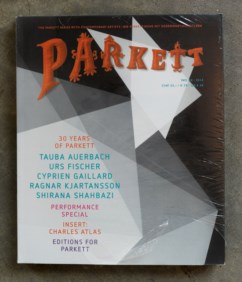 PARKETT
30 YEARS
OF PARKETT
TAUBA AUERBACH
URS FISCHER
CYPRIEN GAILLARD
RAGNAR KJARTANSSON
SHIRANA SHAHBAZI
PERFORMANCE
SPECIAL
INSERT:
CHARLES ATLAS
EDITIONS FOR
PARKETT